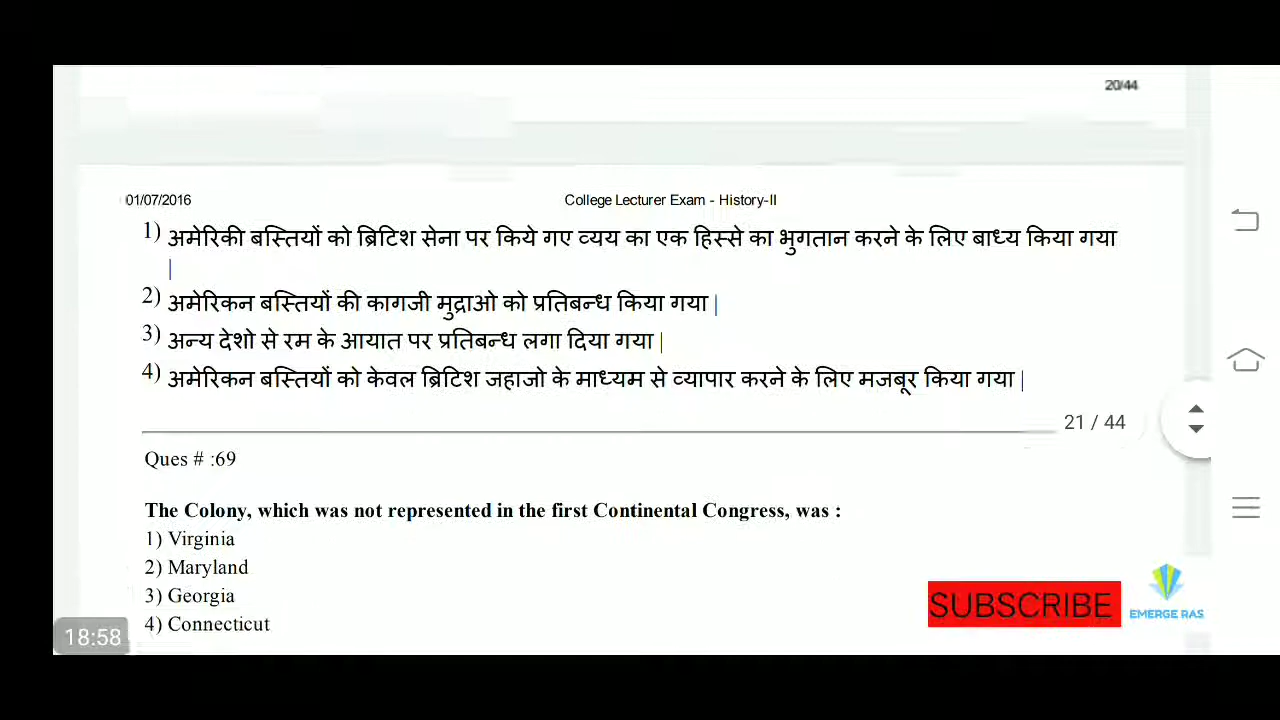 20/44
01/07/2016 College Lecturer Exam - History-II
1) अमेरिकी बस्तियों को ब्रिटिश सेना पर किये गए व्यय का एक हिस्से का भुगतान करने के लिए बाध्य किया गया
|
2) अमेरिकन बस्तियों की कागजी मुद्राओ को प्रतिबन्ध किया गया |
3) अन्य देशो से रम के आयात पर प्रतिबन्ध लगा दिया गया |
4) अमेरिकन बस्तियों को केवल ब्रिटिश जहाजो के माध्यम से व्यापार करने के लिए मजबूर किया गया |
21 / 44
Ques # :69
The Colony, which was not represented in the first Continental Congress, was :
1) Virginia
2) Maryland
3) Georgia
4) Connecticut
SUBSCRIBE
EMERGE RAS
18:58